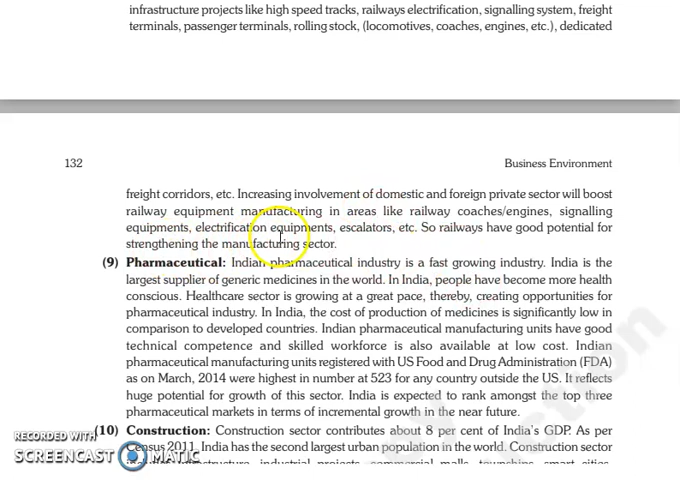 infrastructure projects like high speed tracks, railways electrification, signalling system, freight
terminals, passenger terminals, rolling stock, (locomotives, coaches, engines, etc.), dedicated
132 Business Environment
freight corridors, etc. Increasing involvement of domestic and foreign private sector will boost
railway equipment manufacturing in areas like railway coaches/engines, signalling
equipments, electrification equipments, escalators, etc. So railways have good potential for
strengthening the manufacturing sector.
(9) Pharmaceutical: Indian pharmaceutical industry is a fast growing industry. India is the
largest supplier of generic medicines in the world. In India, people have become more health
conscious. Healthcare sector is growing at a great pace, thereby, creating opportunities for
pharmaceutical industry. In India, the cost of production of medicines is significantly low in
comparison to developed countries. Indian pharmaceutical manufacturing units have good
technical competence and skilled workforce is also available at low cost. Indian
pharmaceutical manufacturing units registered with US Food and Drug Administration (FDA)
as on March, 2014 were highest in number at 523 for any country outside the US. It reflects
huge potential for growth of this sector. India is expected to rank amongst the top three
pharmaceutical markets in terms of incremental growth in the near future.
(10) Construction: Construction sector contributes about 8 per cent of India's GDP. As per
Census 2011, India has the second largest urban population in the world. Construction sector
infrastructure, industrial projects, commercial malls, townships, smart cities,
RECORDED WITH
SCREENCAST MATIC